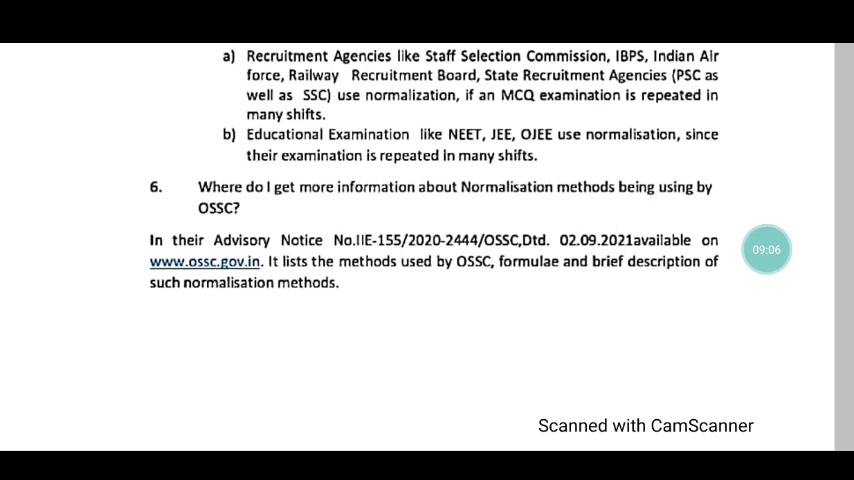 a) Recruitment Agencies like Staff Selection Commission, IBPS, Indian Air
force, Railway Recruitment Board, State Recruitment Agencies (PSC as
well as SSC) use normalization, if an MCQ examination is repeated in
many shifts.
b) Educational Examination like NEET, JEE, OJEE use normalisation, since
their examination is repeated in many shifts.
6. Where do I get more information about Normalisation methods being using by
OSSC?
In their Advisory Notice No.IIE-155/2020-2444/OSSC,Dtd. 02.09.2021available on
www.ossc.gov.in. It lists the methods used by OSSC, formulae and brief description of
such normalisation methods.
09:06
Scanned with CamScanner